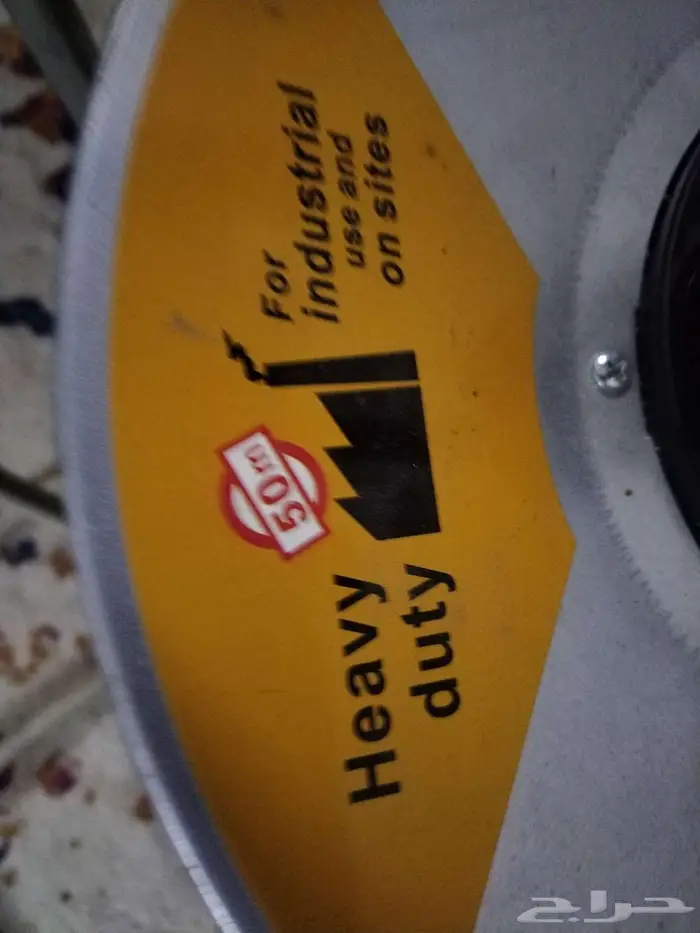 Heavy
duty
50m
For
industrial
use and
on sites
حراج